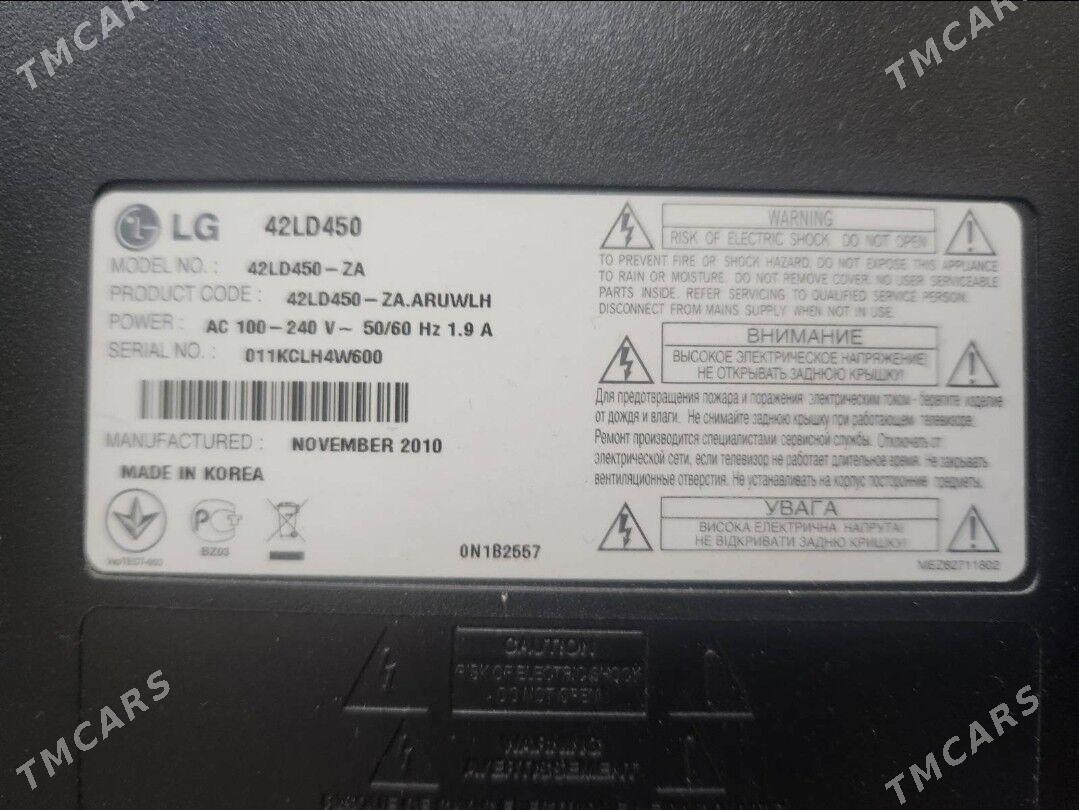 TMCARS
TMCARS
LG 42LD450
MODEL NO. : 42LD450-ZA
PRODUCT CODE : 42LD450-ZA.ARUWLH
POWER : AC 100-240 V~ 50/60 Hz 1.9 A
SERIAL NO. : 011KCLH4W600
MANUFACTURED : NOVEMBER 2010
MADE IN KOREA
BZ03
0N1B2557
WARNING
RISK OF ELECTRIC SHOCK DO NOT OPEN
TO PREVENT FIRE OR SHOCK HAZARD, DO NOT EXPOSE THIS APPLIANCE
TO RAIN OR MOISTURE. DO NOT REMOVE COVER. NO USER SERVICEABLE
PARTS INSIDE. REFER SERVICING TO QUALIFIED SERVICE PERSON.
DISCONNECT FROM MAINS SUPPLY WHEN NOT IN USE.
ВНИМАНИЕ
ВЫСОКОЕ ЭЛЕКТРИЧЕСКОЕ НАПРЯЖЕНИЕ!
НЕ ОТКРЫВАТЬ ЗАДНЮЮ КРЫШКУ!
Для предотвращения пожара и поражения электрическим током - берегите изделие
от дождя и влаги. Не снимайте заднюю крышку при работающем телевизоре.
Ремонт производится специалистами сервисной службы. Отключать от
электрической сети, если телевизор не работает длительное время. Не закрывать
вентиляционные отверстия. Не устанавливать на корпус посторонние предметы.
УВАГА
ВИСОКА ЕЛЕКТРИЧНА НАПРУГА!
НЕ ВІДКРИВАТИ ЗАДНЮ КРИШКУ!
MEZ62711802
CAUTION
RISK OF ELECTRIC SHOCK
DO NOT OPEN
WARNING
AVERTISSEMENT
TMCARS
TMCARS